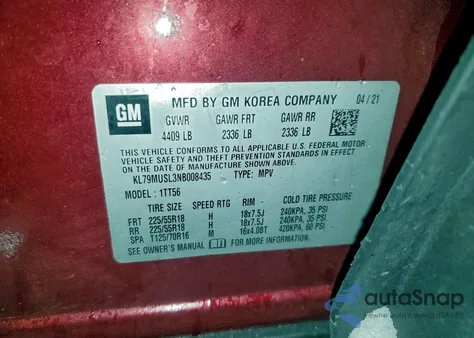 GM
MFD BY GM KOREA COMPANY 04/21
GVWR GAWR FRT GAWR RR
4409 LB 2336 LB 2336 LB
THIS VEHICLE CONFORMS TO ALL APPLICABLE U.S. FEDERAL MOTOR
VEHICLE SAFETY, BUMPER, AND THEFT PREVENTION STANDARDS IN EFFECT
ON THE DATE OF MANUFACTURE SHOWN ABOVE.
KL79MUSL3NB008435 TYPE: MPV
MODEL: 1TT56
TIRE SIZE SPEED RTG RIM COLD TIRE PRESSURE
FRT 225/55R18 H 18x7.5J 240KPA, 35 PSI
RR 225/55R18 H 18x7.5J 240KPA, 35 PSI
SPA T125/70R16 M 16x4.0BT 420KPA, 60 PSI
SEE OWNER'S MANUAL FOR MORE INFORMATION
autoSnap